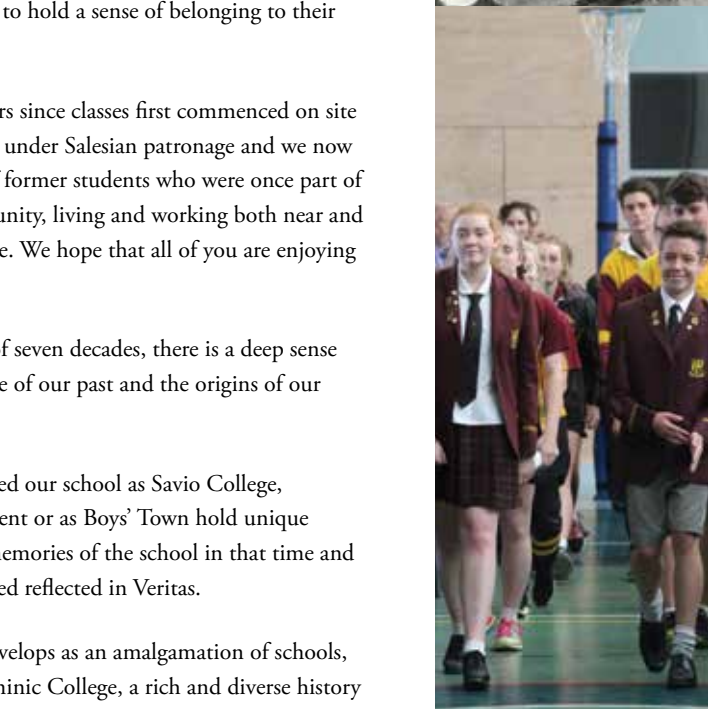 to hold a sense of belonging to their
rs since classes first commenced on site
under Salesian patronage and we now
former students who were once part of
unity, living and working both near and
e. We hope that all of you are enjoying
of seven decades, there is a deep sense
e of our past and the origins of our
ed our school as Savio College,
ent or as Boys’ Town hold unique
memories of the school in that time and
ed reflected in Veritas.
velops as an amalgamation of schools,
minic College, a rich and diverse history